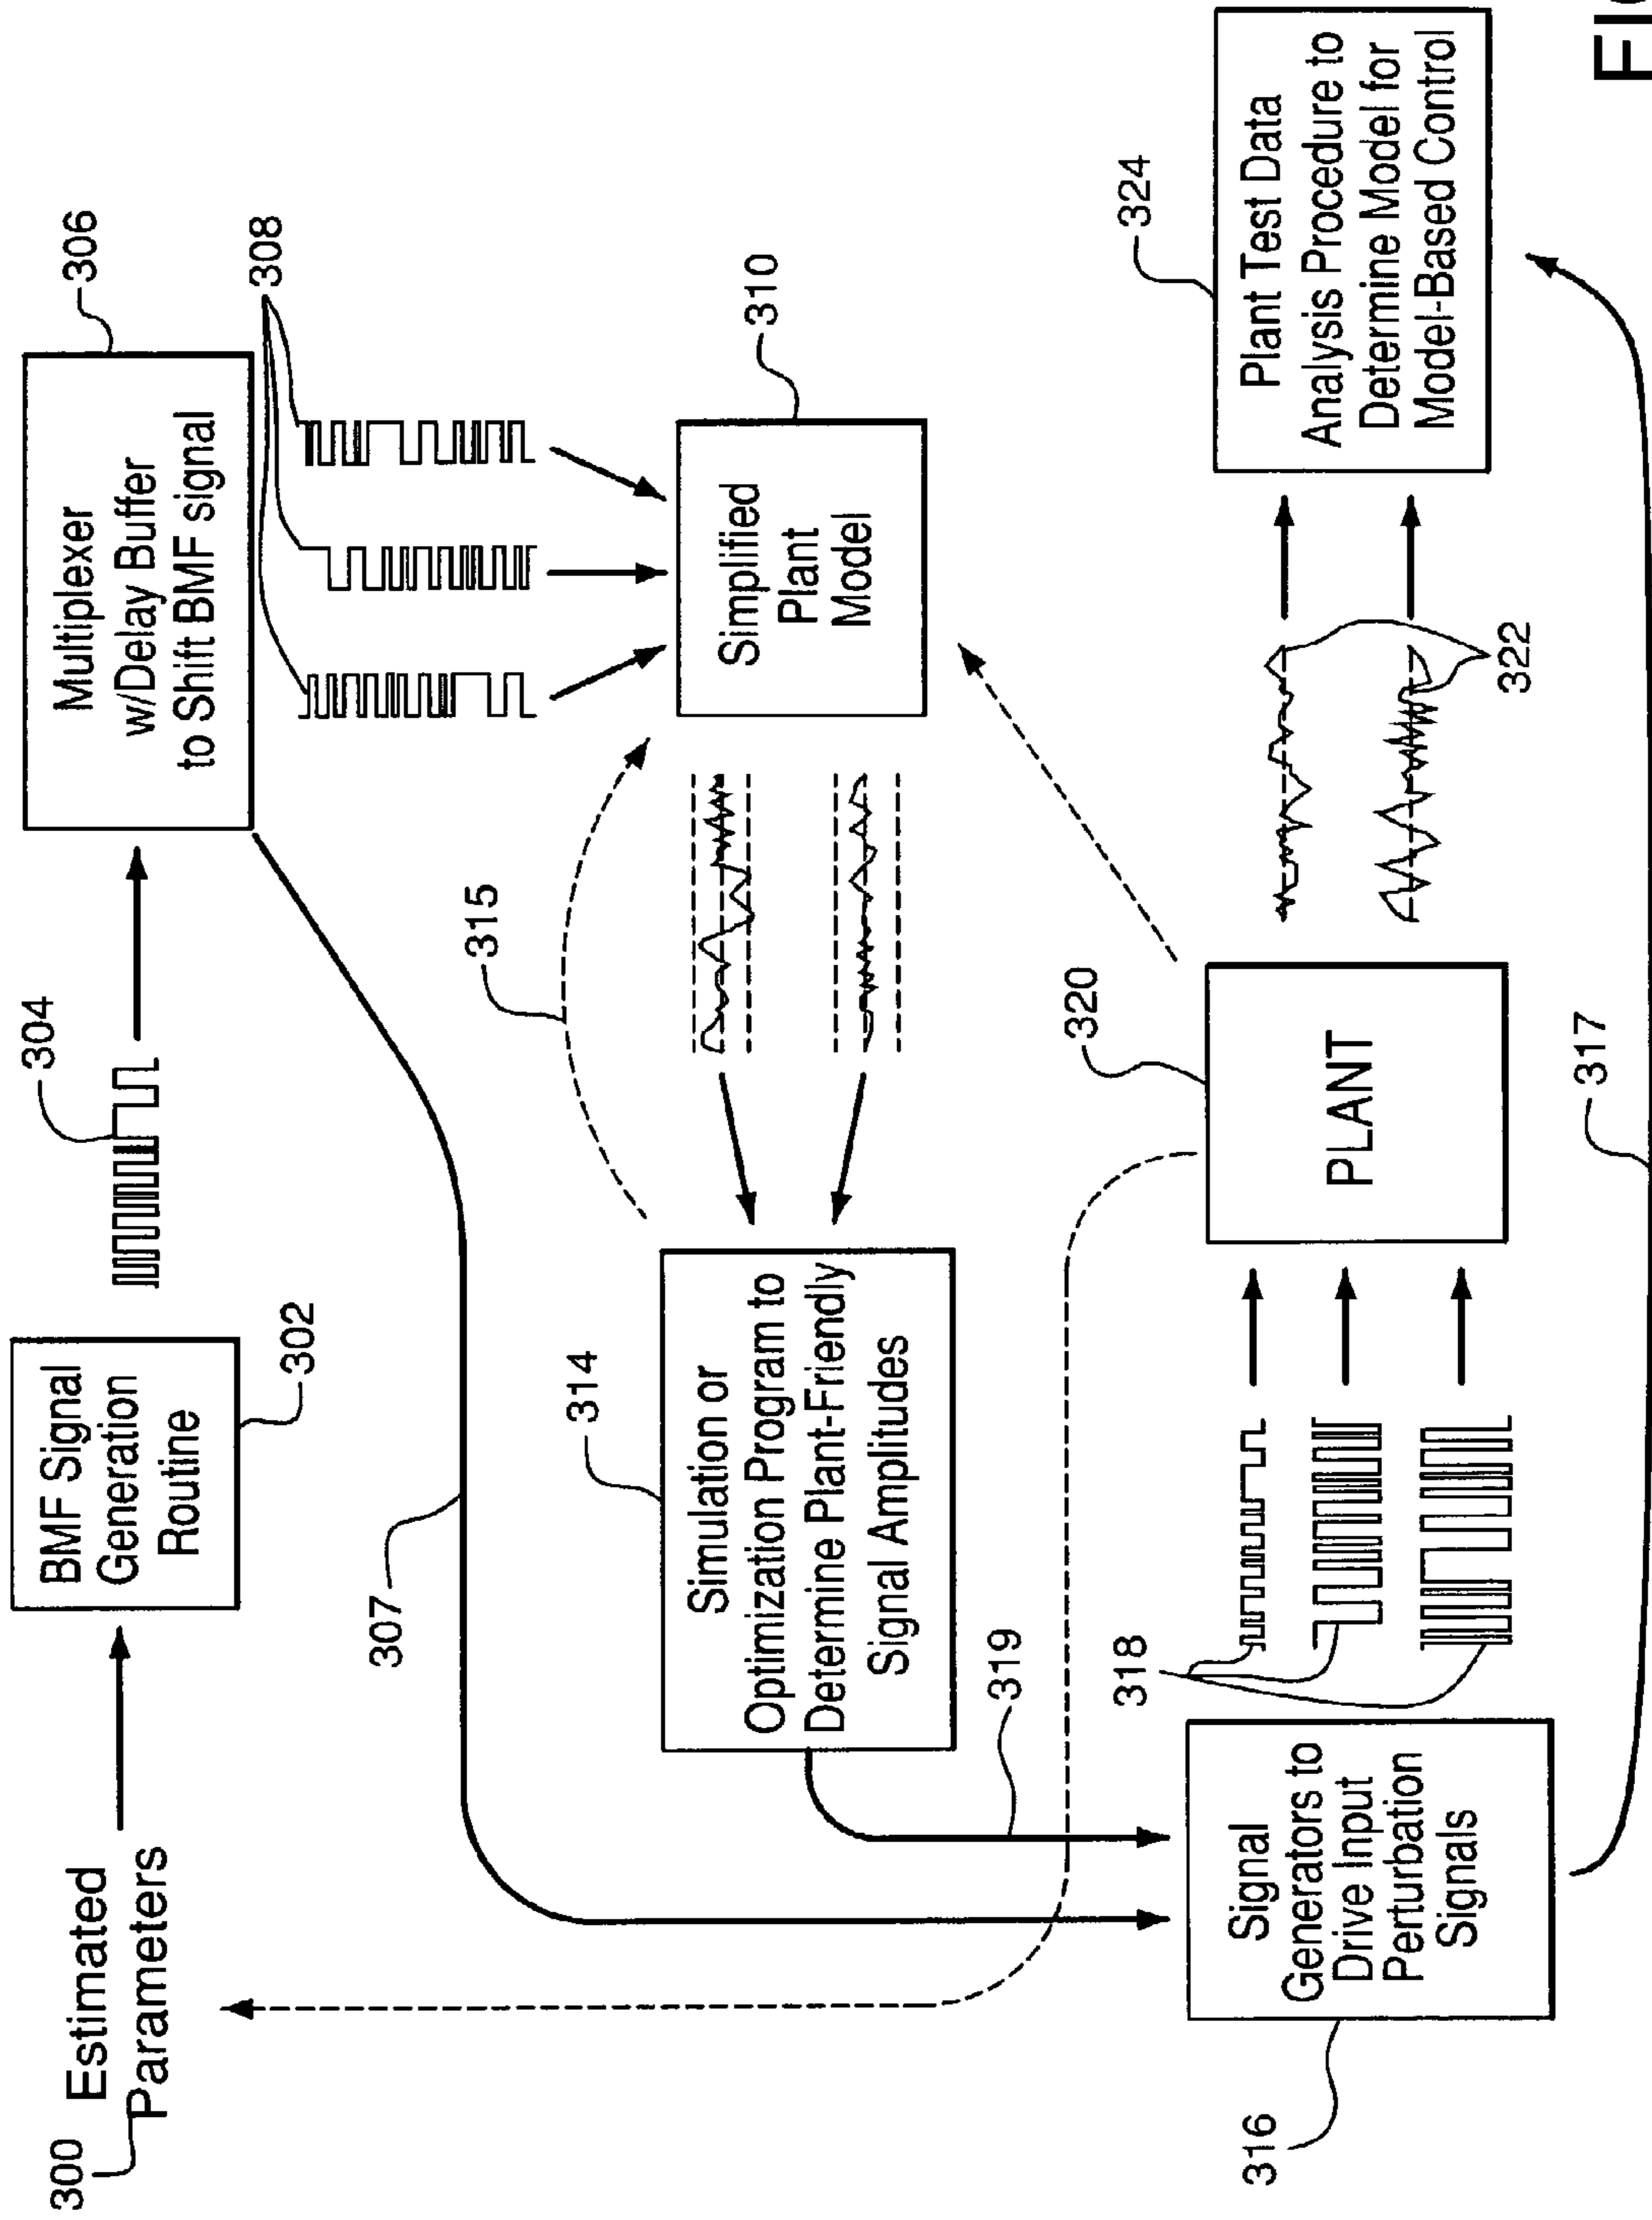 300
Estimated
Parameters
BMF Signal
Generation
Routine
302
304
Multiplexer
w/Delay Buffer
to Shift BMF signal
306
307
308
315
314
Simulation or
Optimization Program to
Determine Plant-Friendly
Signal Amplitudes
Simplified
Plant
Model
310
319
316
Signal
Generators to
Drive Input
Perturbation
Signals
318
320
PLANT
322
324
Plant Test Data
Analysis Procedure to
Determine Model for
Model-Based Control
317